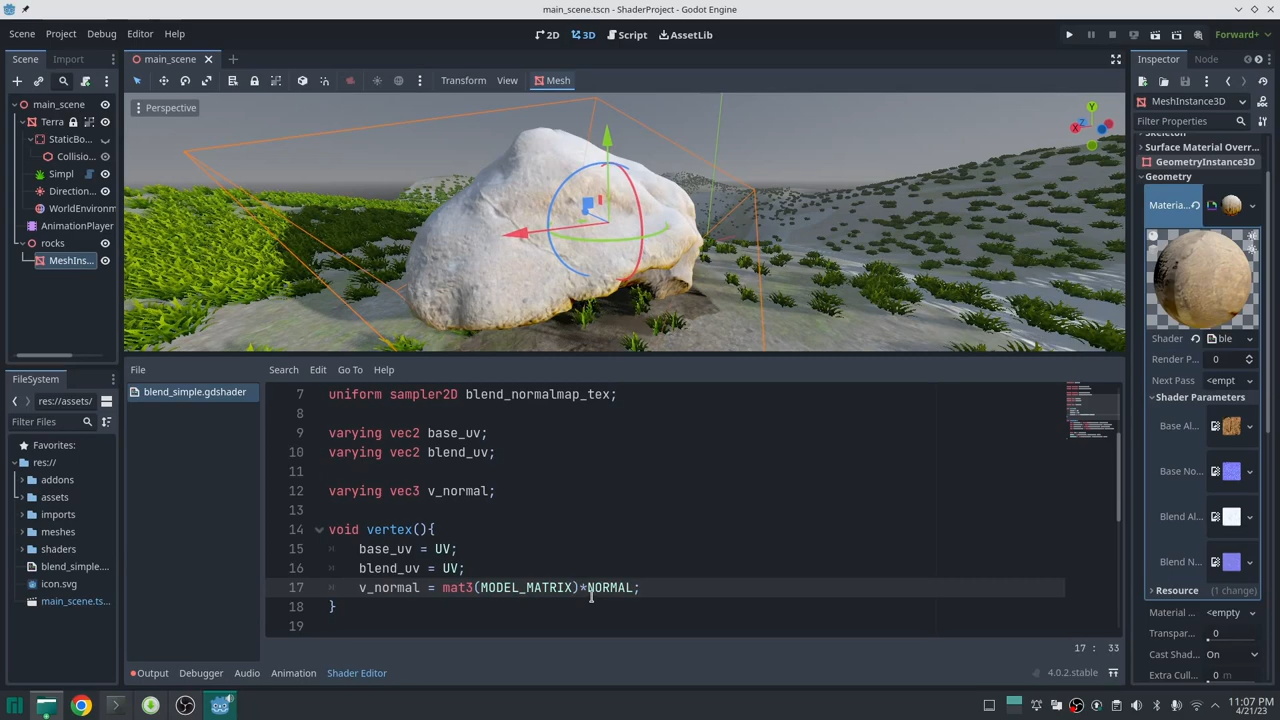 main_scene.tscn - ShaderProject - Godot Engine
Scene Project Debug Editor Help
2D 3D Script AssetLib
Forward+
Scene Import
main_scene
Inspector Node
Transform View Mesh
MeshInstance3D
Filter Properties
Perspective
main_scene
Terra
StaticBo...
Collisio...
Simpl
Direction...
WorldEnvironm
AnimationPlayer
rocks
MeshIns...
Surface Material Overr...
GeometryInstance3D
Geometry
Materia...
Shader ble
Render P... 0
Next Pass <empt
Shader Parameters
Base Al...
Base No...
Blend Al...
Blend N...
Resource (1 change)
Material ... <empty
Transpar... 0
Cast Shad... On
Extra Cull... 0 m
FileSystem
res://assets/
Filter Files
Favorites:
res://
addons
assets
imports
meshes
shaders
blend_simple....
icon.svg
main_scene.ts...
File
blend_simple.gdshader
Search Edit Go To Help
7 uniform sampler2D blend_normalmap_tex;
8
9 varying vec2 base_uv;
10 varying vec2 blend_uv;
11
12 varying vec3 v_normal;
13
14 void vertex(){
15 base_uv = UV;
16 blend_uv = UV;
17 v_normal = mat3(MODEL_MATRIX)*NORMAL;
18 }
19
17 : 33
Output Debugger Audio Animation Shader Editor
4.0.2.stable
11:07 PM
4/21/23